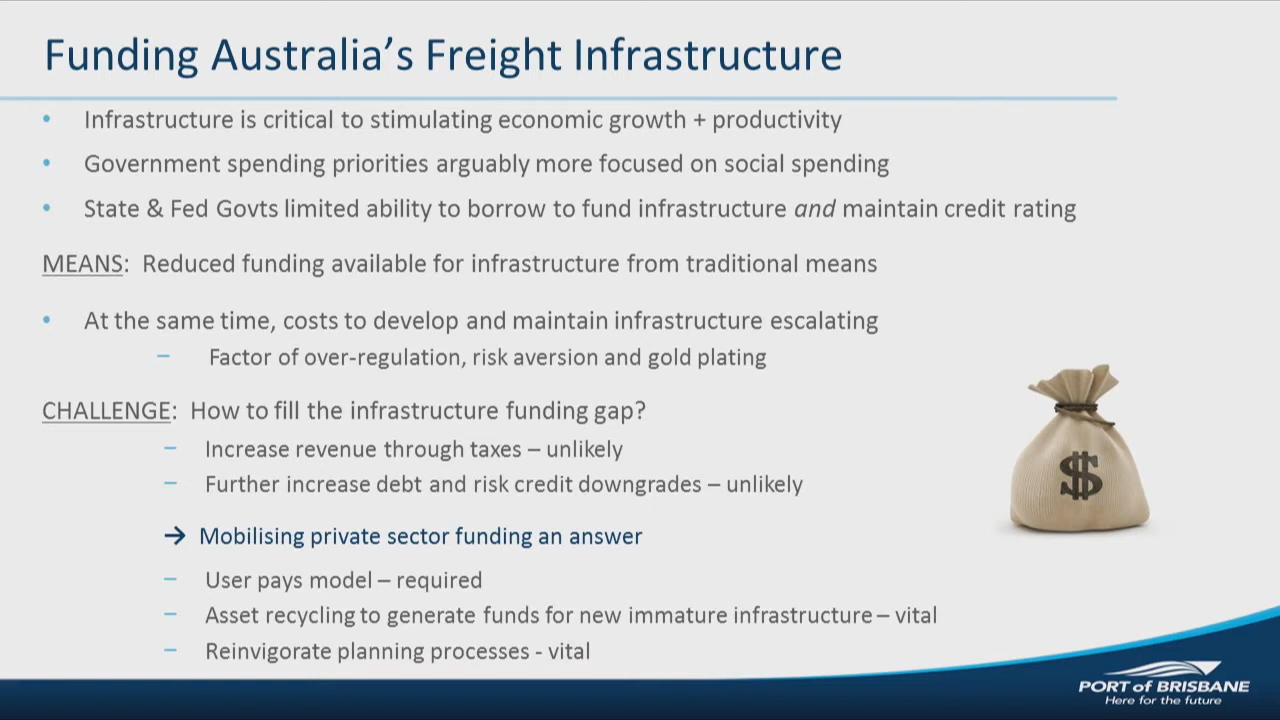 Funding Australia's Freight Infrastructure
• Infrastructure is critical to stimulating economic growth + productivity
• Government spending priorities arguably more focused on social spending
• State & Fed Govts limited ability to borrow to fund infrastructure and maintain credit rating
MEANS: Reduced funding available for infrastructure from traditional means
• At the same time, costs to develop and maintain infrastructure escalating
– Factor of over-regulation, risk aversion and gold plating
CHALLENGE: How to fill the infrastructure funding gap?
– Increase revenue through taxes – unlikely
– Further increase debt and risk credit downgrades – unlikely
→ Mobilising private sector funding an answer
– User pays model – required
– Asset recycling to generate funds for new immature infrastructure – vital
– Reinvigorate planning processes - vital
$
PORT of BRISBANE
Here for the future